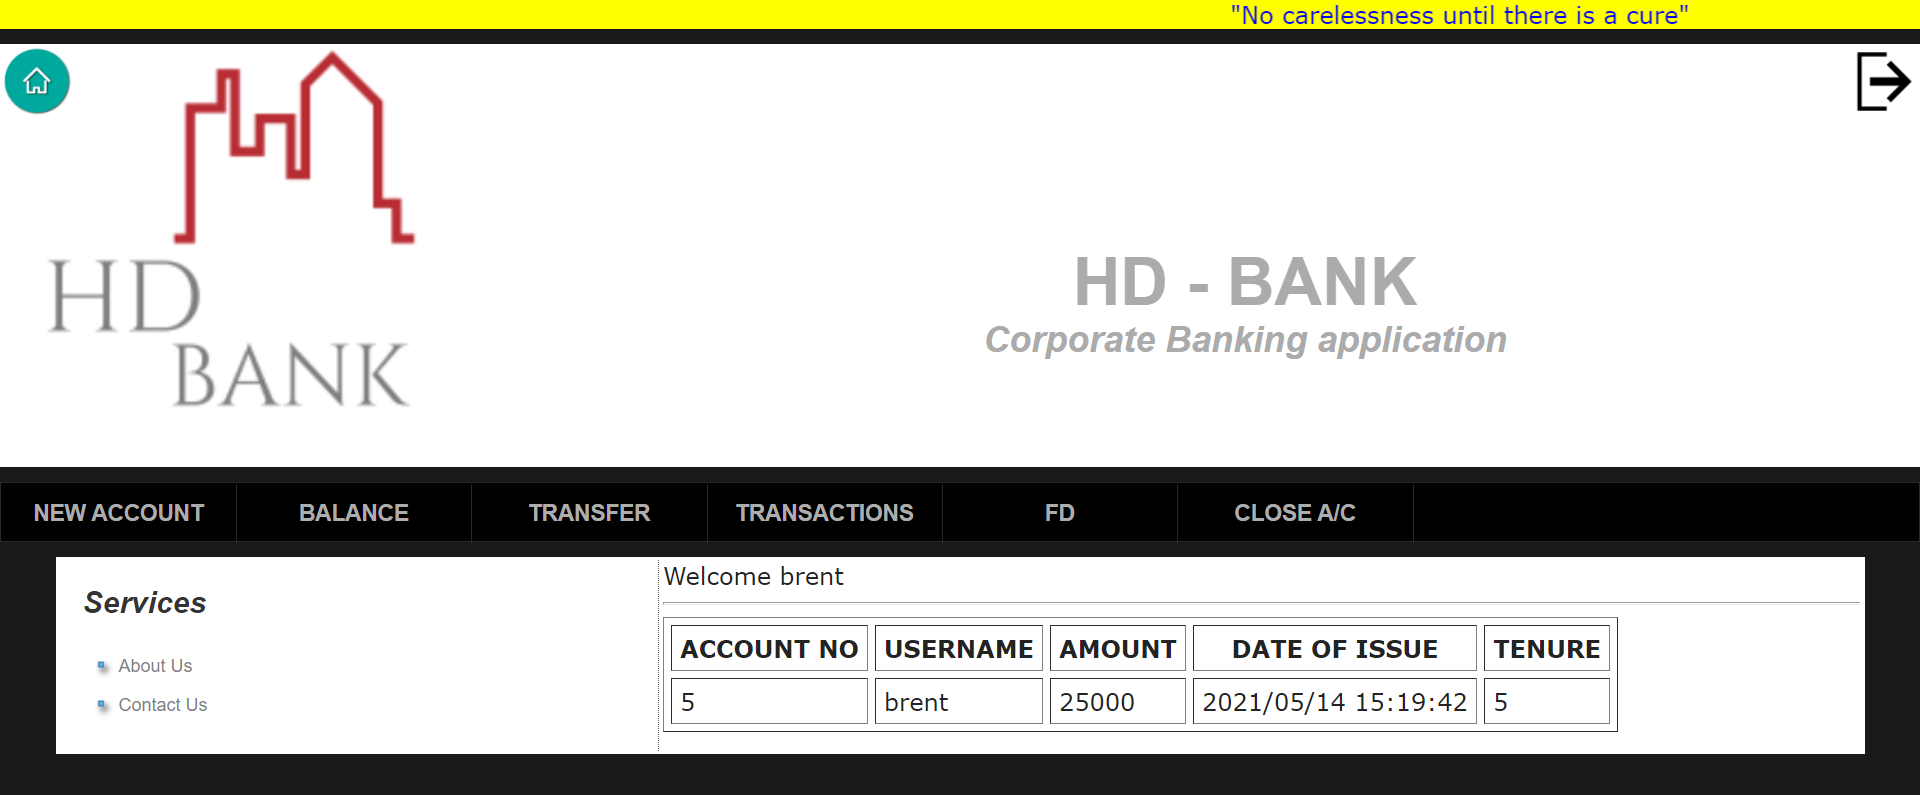 "No carelessness until there is a cure"
HD
BANK
HD - BANK
Corporate Banking application
NEW ACCOUNT BALANCE TRANSFER TRANSACTIONS FD CLOSE A/C
Services
About Us
Contact Us
Welcome brent
ACCOUNT NO USERNAME AMOUNT DATE OF ISSUE TENURE
5 brent 25000 2021/05/14 15:19:42 5